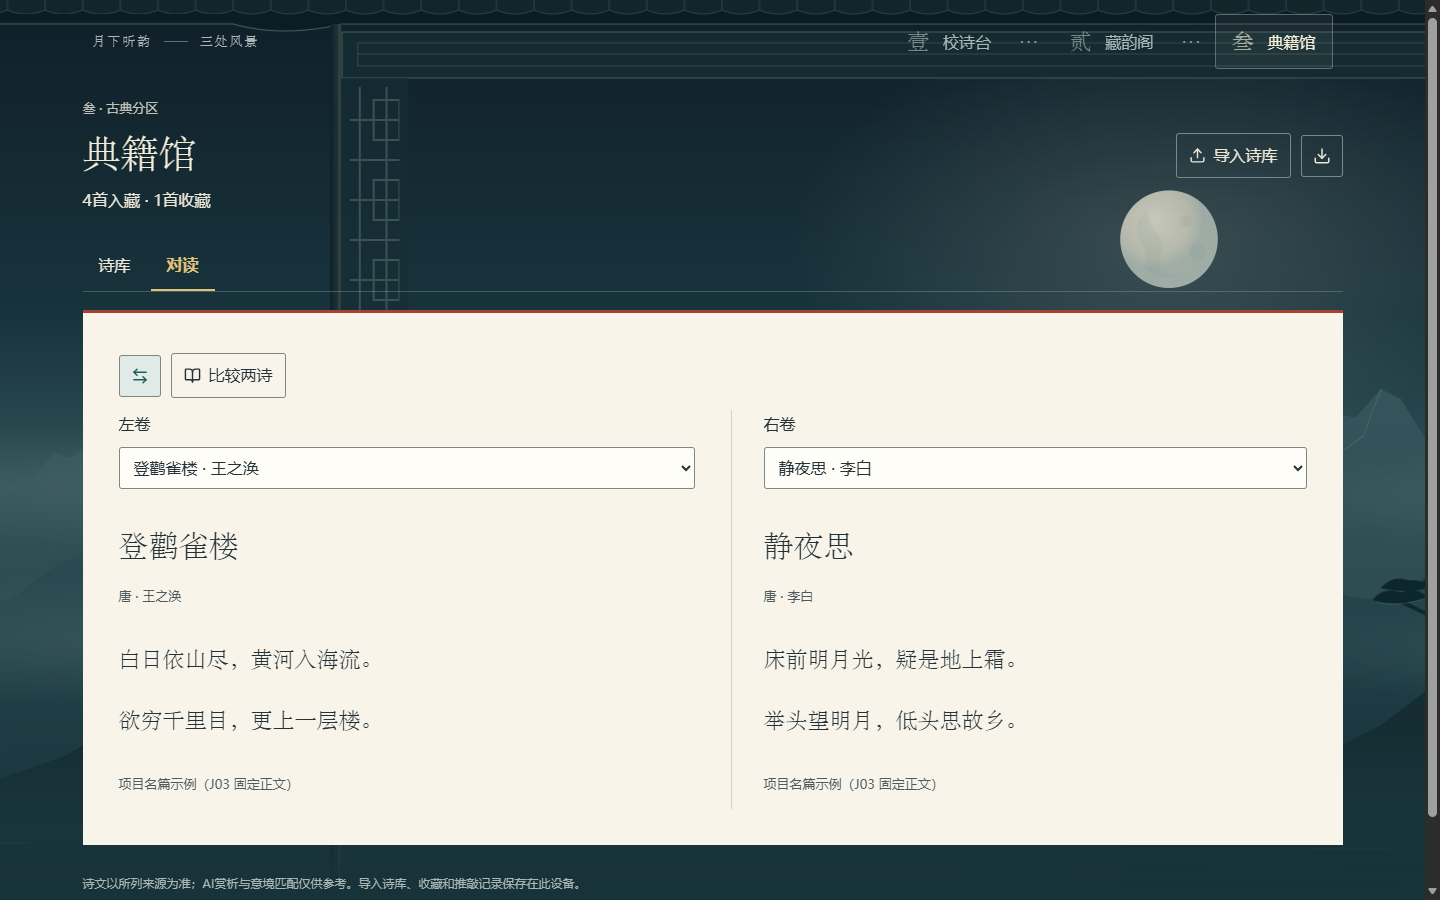 月下听韵 —— 三处风景
壹 校诗台 ··· 贰 藏韵阁 ··· 叁 典籍馆
叁 · 古典分区
典籍馆
导入诗库
4首入藏 · 1首收藏
诗库 对读
比较两诗
左卷
登鹳雀楼 · 王之涣
登鹳雀楼
唐 · 王之涣
白日依山尽，黄河入海流。
欲穷千里目，更上一层楼。
项目名篇示例（J03 固定正文）
右卷
静夜思 · 李白
静夜思
唐 · 李白
床前明月光，疑是地上霜。
举头望明月，低头思故乡。
项目名篇示例（J03 固定正文）
诗文以所列来源为准；AI赏析与意境匹配仅供参考。导入诗库、收藏和推敲记录保存在此设备。